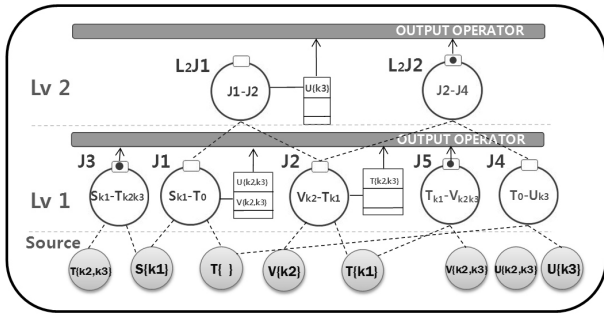 OUTPUT OPERATOR
L2J1
L2J2
Lv 2
J1-J2
U{k3}
J2-J4
OUTPUT OPERATOR
J3
J1
J2
J5
J4
Lv 1
Sk1-Tk2k3
Sk1-T0
U{k2,k3}
V{k2,k3}
Vk2-Tk1
T{k2,k3}
Tk1-Vk2k3
T0-Uk3
Source
T{k2,k3}
S{k1}
T{ }
V{k2}
T{k1}
V{k2,k3}
U{k2,k3}
U{k3}